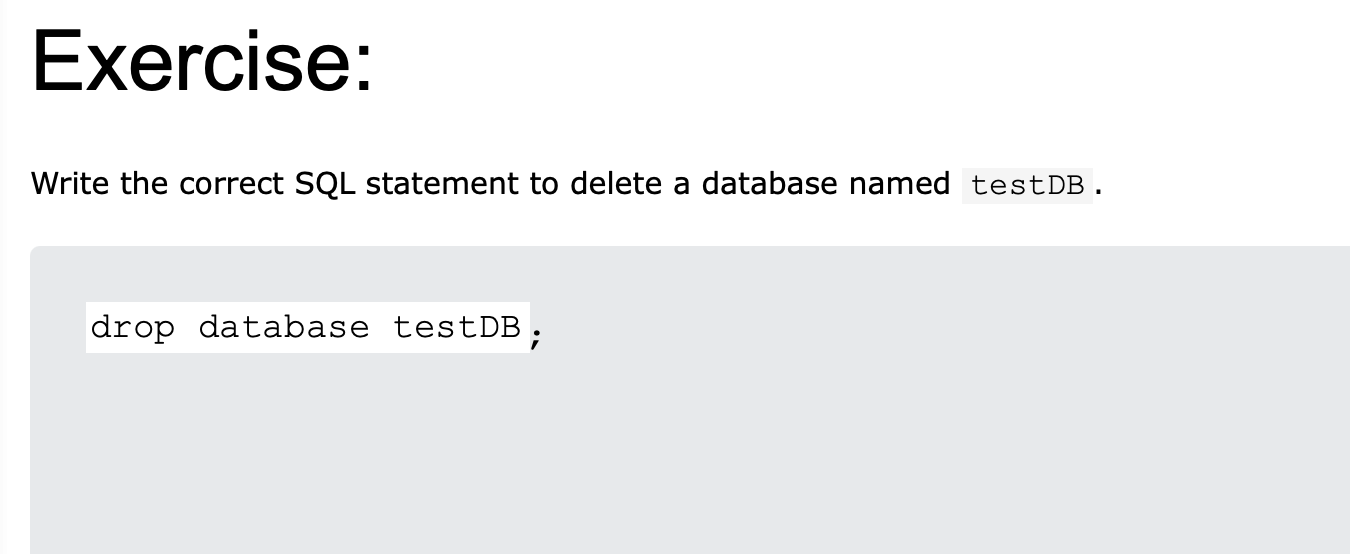 Exercise:
Write the correct SQL statement to delete a database named testDB.
drop database testDB;